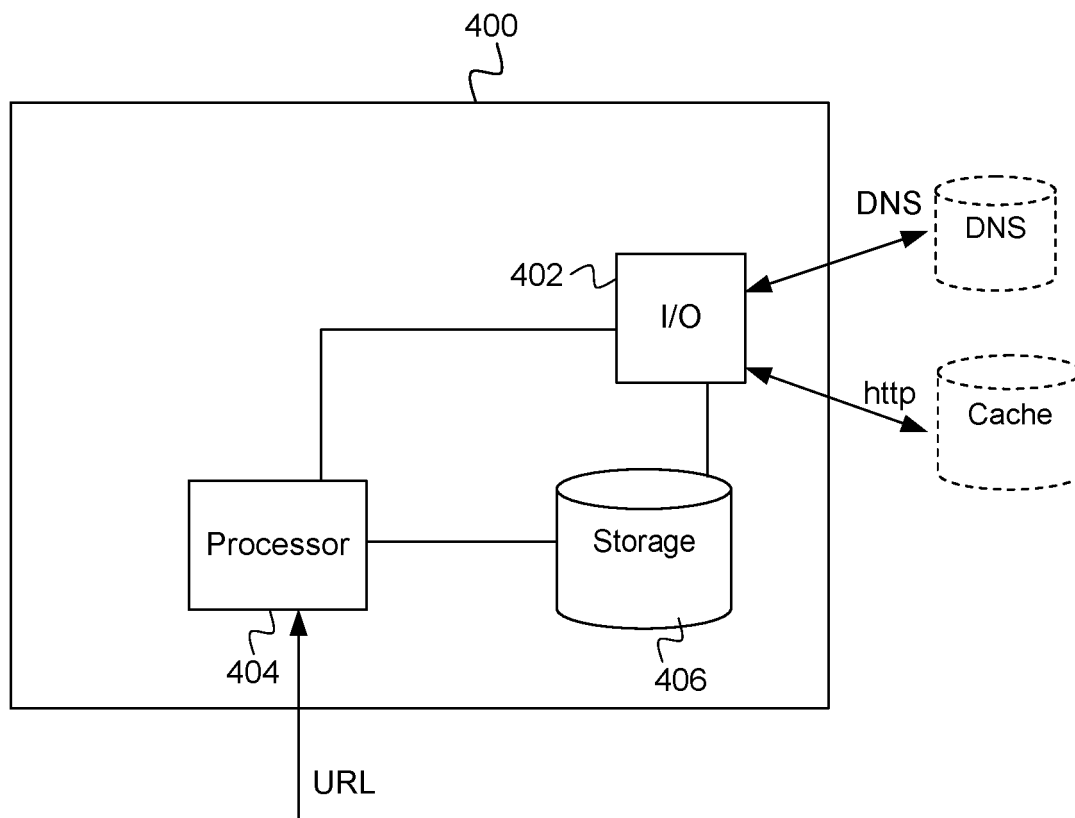 400
DNS
DNS
402
I/O
http
Cache
Processor
Storage
404
406
URL